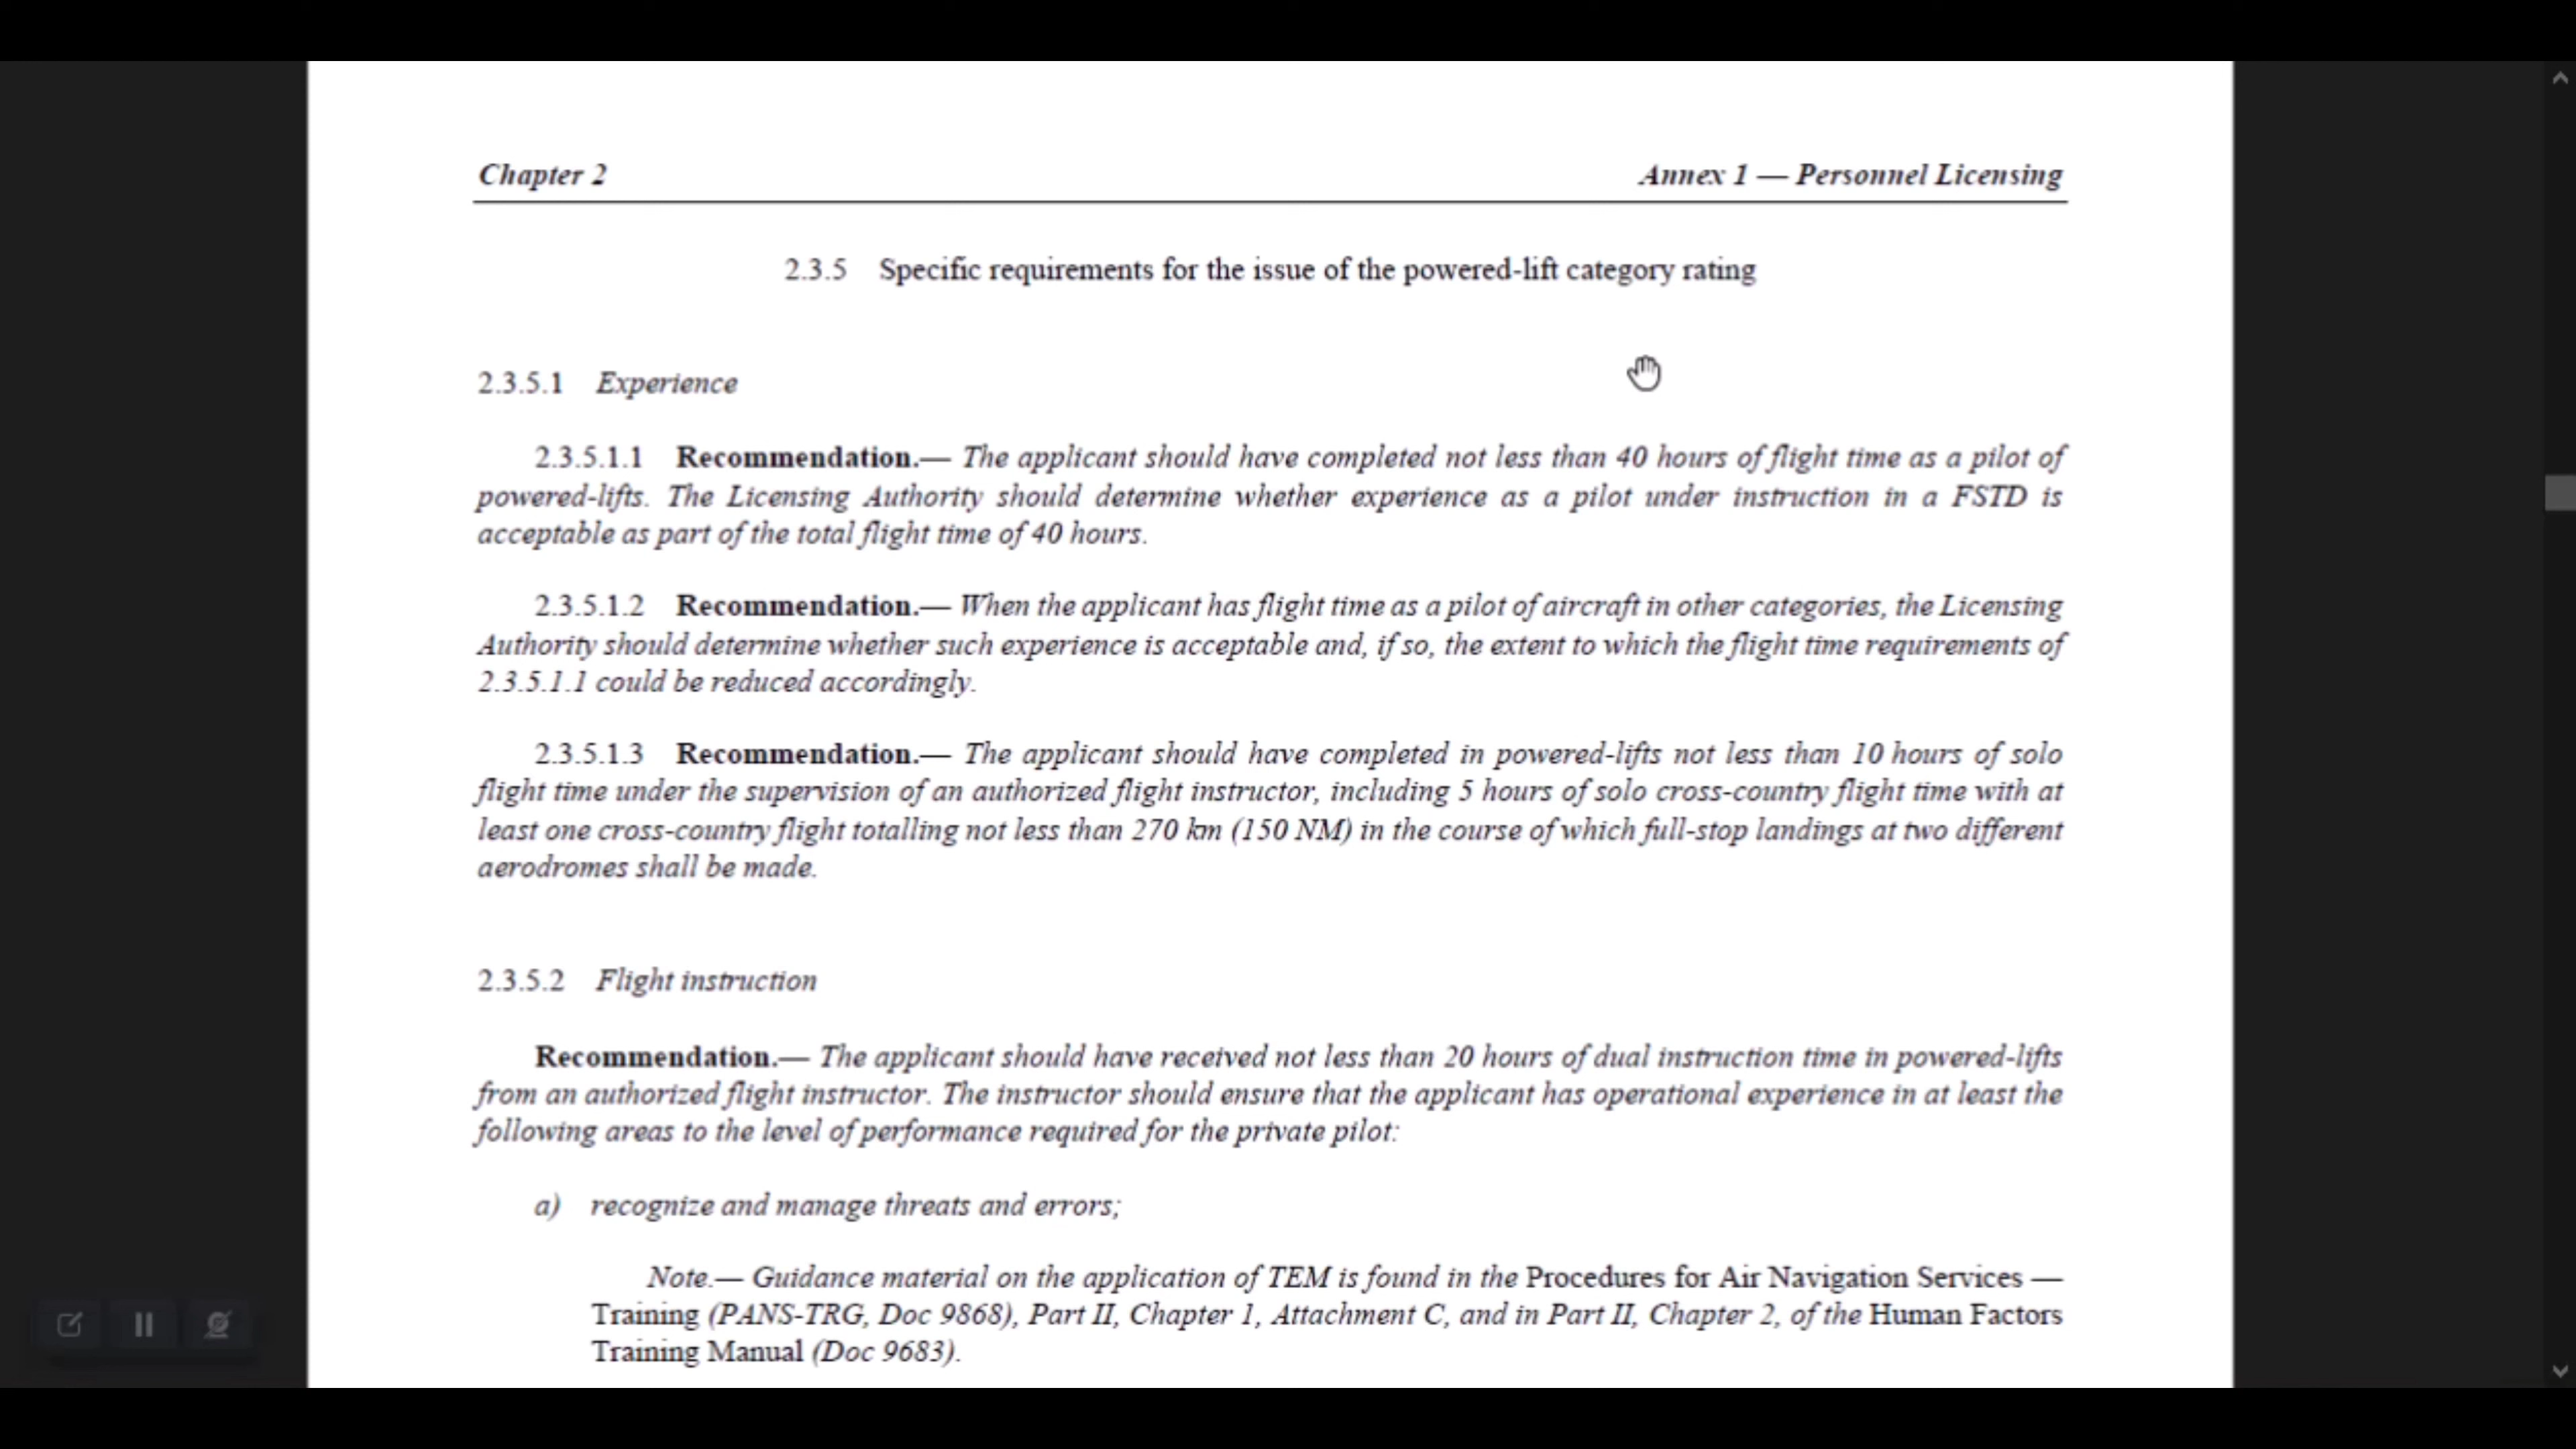 Chapter 2 Annex 1 — Personnel Licensing
2.3.5 Specific requirements for the issue of the powered-lift category rating
2.3.5.1 Experience
2.3.5.1.1 Recommendation.— The applicant should have completed not less than 40 hours of flight time as a pilot of
powered-lifts. The Licensing Authority should determine whether experience as a pilot under instruction in a FSTD is
acceptable as part of the total flight time of 40 hours.
2.3.5.1.2 Recommendation.— When the applicant has flight time as a pilot of aircraft in other categories, the Licensing
Authority should determine whether such experience is acceptable and, if so, the extent to which the flight time requirements of
2.3.5.1.1 could be reduced accordingly.
2.3.5.1.3 Recommendation.— The applicant should have completed in powered-lifts not less than 10 hours of solo
flight time under the supervision of an authorized flight instructor, including 5 hours of solo cross-country flight time with at
least one cross-country flight totalling not less than 270 km (150 NM) in the course of which full-stop landings at two different
aerodromes shall be made.
2.3.5.2 Flight instruction
Recommendation.— The applicant should have received not less than 20 hours of dual instruction time in powered-lifts
from an authorized flight instructor. The instructor should ensure that the applicant has operational experience in at least the
following areas to the level of performance required for the private pilot:
a) recognize and manage threats and errors;
Note.— Guidance material on the application of TEM is found in the Procedures for Air Navigation Services —
Training (PANS-TRG, Doc 9868), Part II, Chapter 1, Attachment C, and in Part II, Chapter 2, of the Human Factors
Training Manual (Doc 9683).